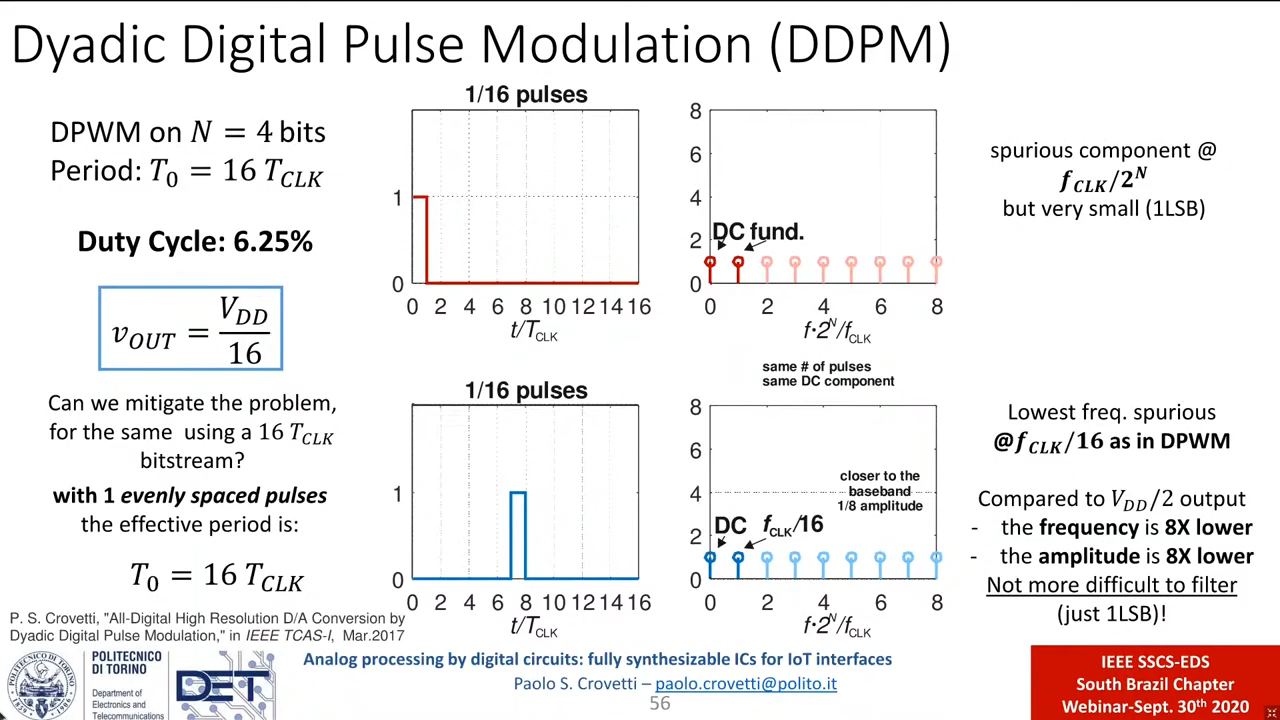 Dyadic Digital Pulse Modulation (DDPM)
DPWM on N = 4 bits
Period: T₀ = 16 T_CLK
Duty Cycle: 6.25%
v_OUT = V_DD / 16
Can we mitigate the problem,
for the same using a 16 T_CLK
bitstream?
with 1 evenly spaced pulses
the effective period is:
T₀ = 16 T_CLK
1/16 pulses
1
0
0 2 4 6 8 10 12 14 16
t/T_CLK
8
6
4
2
0
DC fund.
0 2 4 6 8
f·2^N/f_CLK
spurious component @
f_CLK/2^N
but very small (1LSB)
same # of pulses
same DC component
1/16 pulses
1
0
0 2 4 6 8 10 12 14 16
t/T_CLK
8
6
4
2
0
closer to the
baseband
1/8 amplitude
DC f_CLK/16
0 2 4 6 8
f·2^N/f_CLK
Lowest freq. spurious
@f_CLK/16 as in DPWM
Compared to V_DD/2 output
- the frequency is 8X lower
- the amplitude is 8X lower
Not more difficult to filter
(just 1LSB)!
P. S. Crovetti, "All-Digital High Resolution D/A Conversion by
Dyadic Digital Pulse Modulation," in IEEE TCAS-I, Mar.2017
POLITECNICO
DI TORINO
Department of
Electronics and
Telecommunications
DET
Analog processing by digital circuits: fully synthesizable ICs for IoT interfaces
Paolo S. Crovetti – paolo.crovetti@polito.it
56
IEEE SSCS-EDS
South Brazil Chapter
Webinar-Sept. 30th 2020